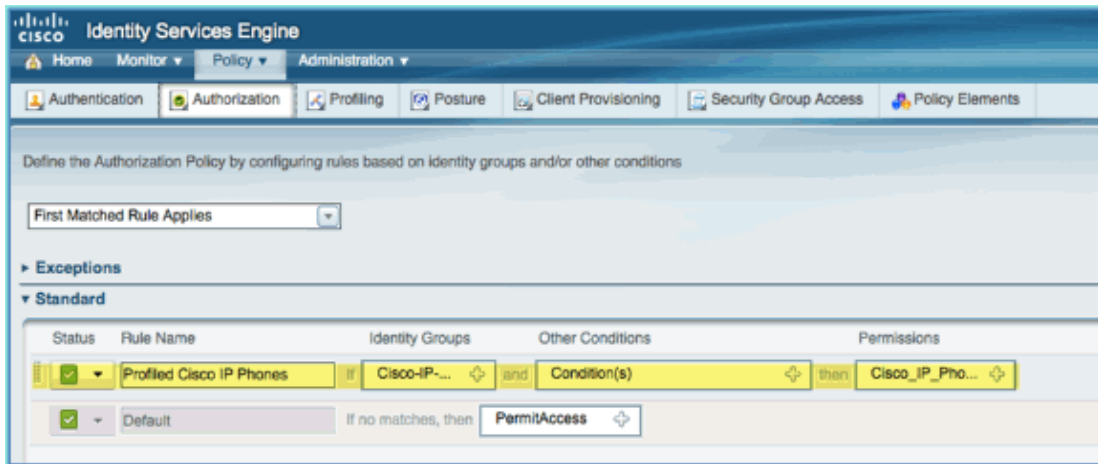 CISCO Identity Services Engine
Home Monitor Policy Administration
Authentication Authorization Profiling Posture Client Provisioning Security Group Access Policy Elements
Define the Authorization Policy by configuring rules based on identity groups and/or other conditions
First Matched Rule Applies
Exceptions
Standard
Status Rule Name Identity Groups Other Conditions Permissions
Profiled Cisco IP Phones If Cisco-IP-... and Condition(s) then Cisco_IP_Pho...
Default If no matches, then PermitAccess